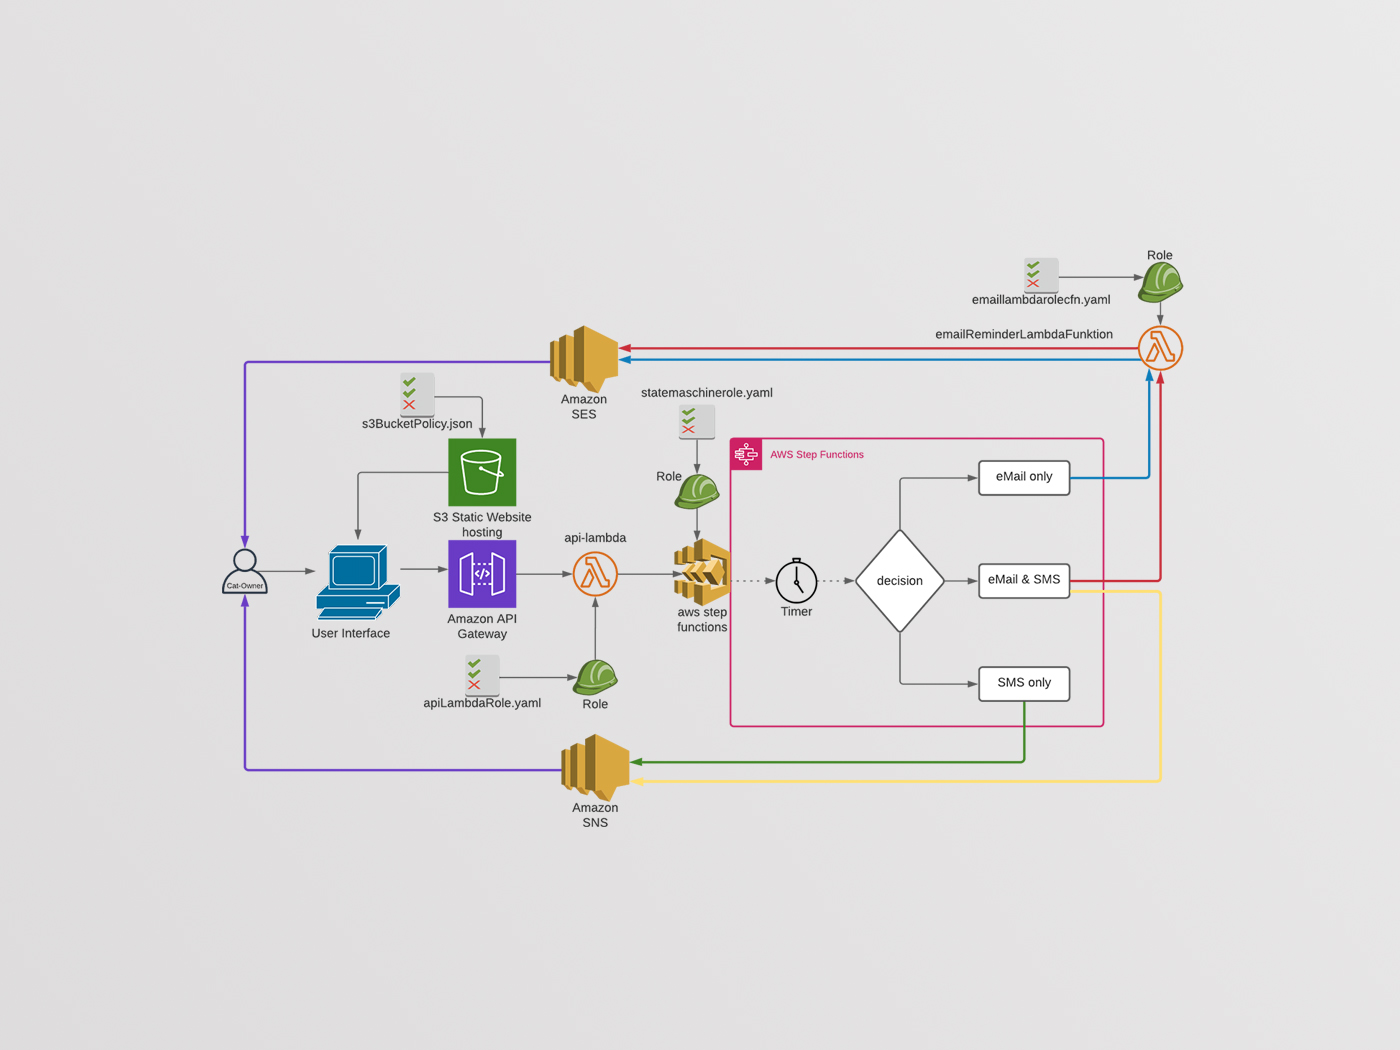 Role
emaillambdarolecfn.yaml
emailReminderLambdaFunktion
Amazon
SES
statemaschinerole.yaml
s3BucketPolicy.json
AWS Step Functions
Role
eMail only
S3 Static Website
hosting
api-lambda
Cat-Owner
decision
eMail & SMS
User Interface
Amazon API
Gateway
aws step
functions
Timer
SMS only
apiLambdaRole.yaml
Role
Amazon
SNS